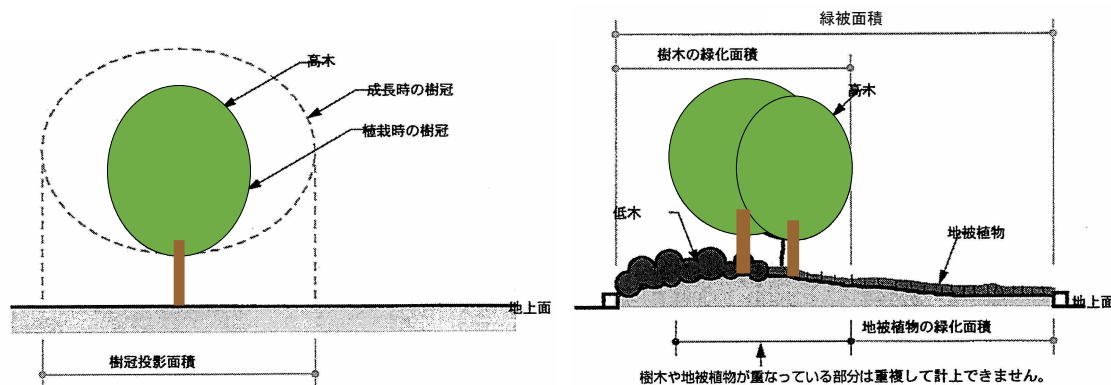 高木
成長時の樹冠
植栽時の樹冠
地上面
樹冠投影面積
緑被面積
樹木の緑化面積
高木
低木
地被植物
地上面
地被植物の緑化面積
樹木や地被植物が重なっている部分は重複して計上できません。